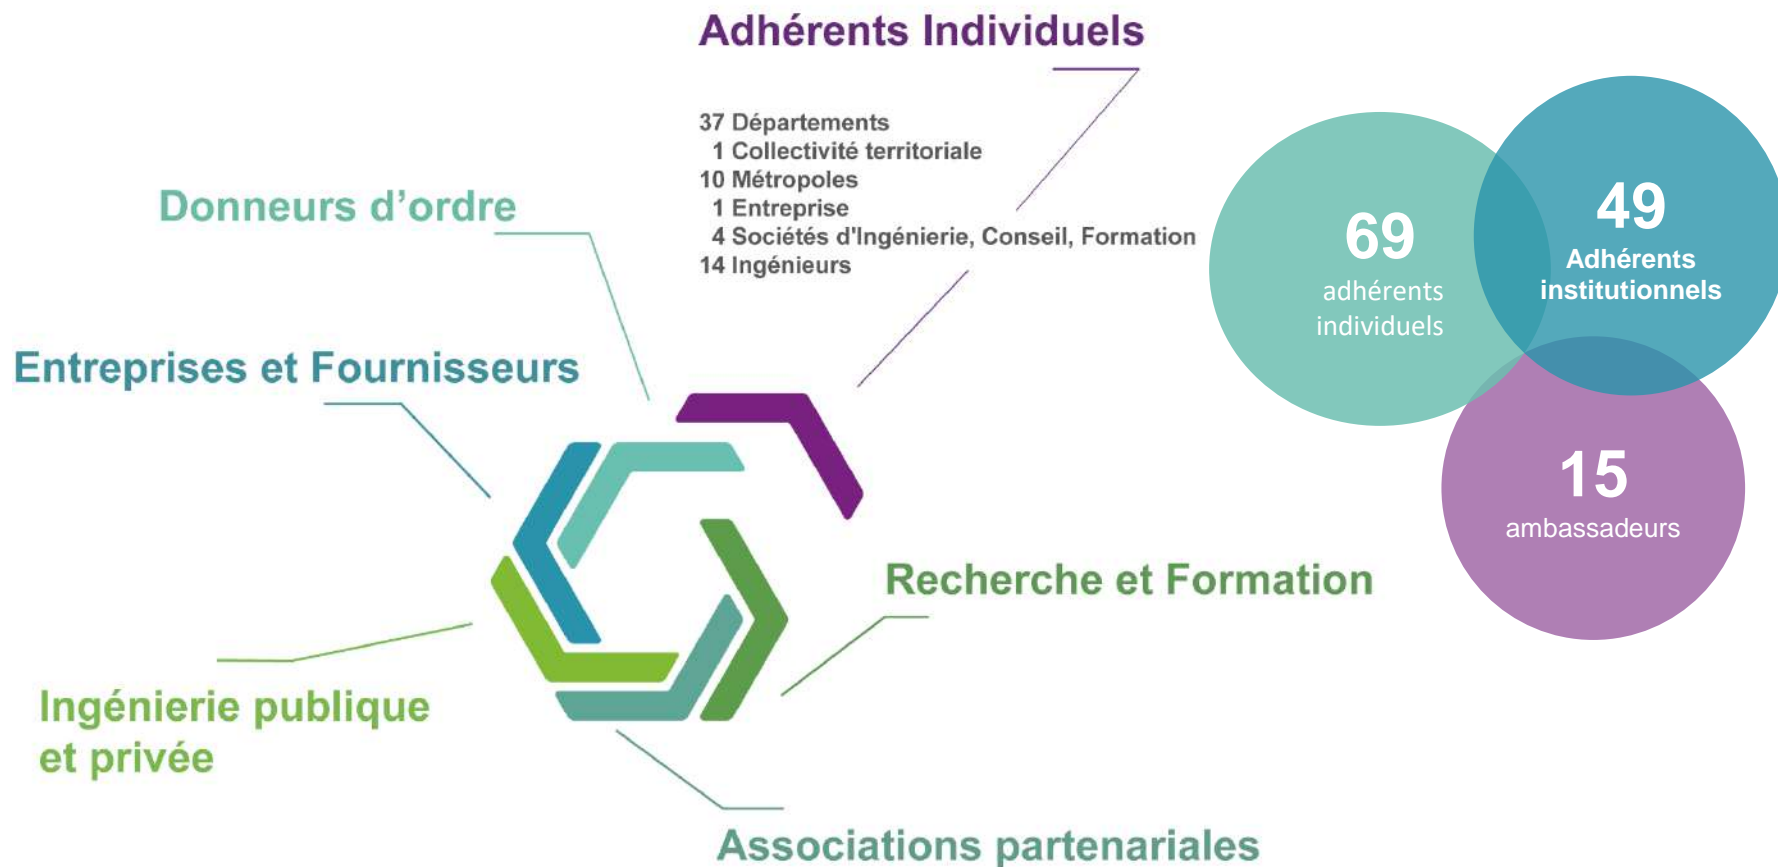 Adhérents Individuels
37 Départements
1 Collectivité territoriale
10 Métropoles
1 Entreprise
4 Sociétés d'Ingénierie, Conseil, Formation
14 Ingénieurs
Donneurs d'ordre
Entreprises et Fournisseurs
Ingénierie publique
et privée
Associations partenariales
Recherche et Formation
69
adhérents
individuels
49
Adhérents
institutionnels
15
ambassadeurs